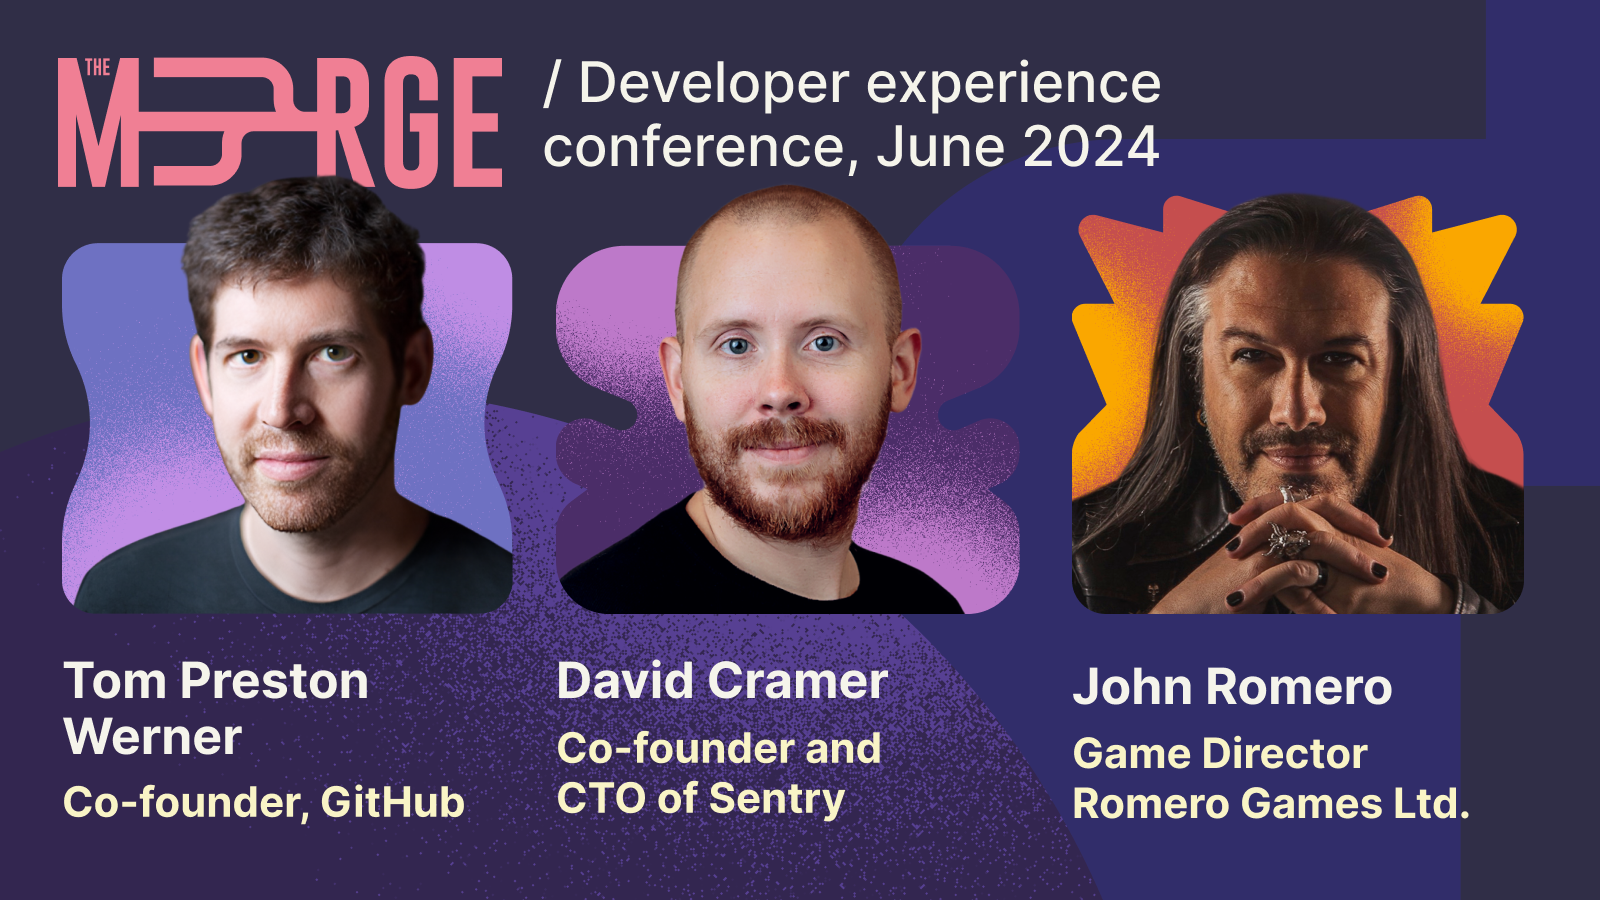 THE
MERGE
/ Developer experience
conference, June 2024
Tom Preston
Werner
Co-founder, GitHub
David Cramer
Co-founder and
CTO of Sentry
John Romero
Game Director
Romero Games Ltd.